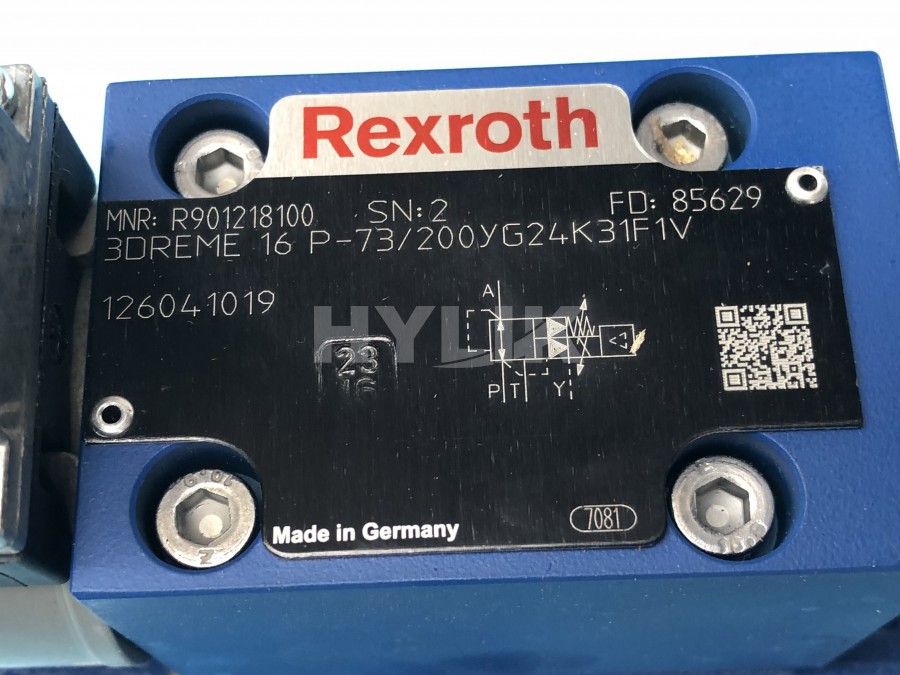 Rexroth
MNR: R901218100 SN: 2 FD: 85629
3DREME 16 P-73/200YG24K31F1V
126041019
HYLIK
A
23
16
P T Y
Made in Germany
7081